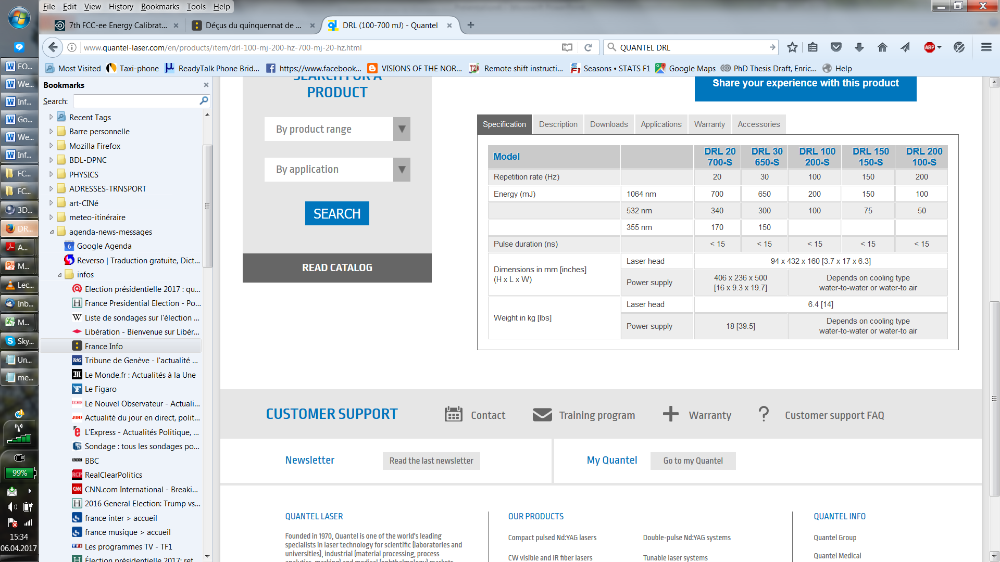 File Edit View History Bookmarks Tools Help
7th FCC-ee Energy Calibrat...
Déçus du quinquennat de ...
DRL (100-700 mJ) - Quantel
www.quantel-laser.com/en/products/item/drl-100-mj-200-hz-700-mj-20-hz.html
QUANTEL DRL
ABP
Most Visited Taxi-phone ReadyTalk Phone Brid... https://www.facebook... VISIONS OF THE NOR... Remote shift instructi... Seasons • STATS F1 Google Maps PhD Thesis Draft, Enric... Help
EO...
We...
Inf...
Go...
We...
Inf...
FC...
FC...
3D...
DR...
A...
M...
Lec...
Inb...
M...
Sky...
Un...
me...
99%
15:34
06.04.2017
Bookmarks
Search:
Recent Tags
Barre personnelle
Mozilla Firefox
BDL-DPNC
PHYSICS
ADRESSES-TRNSPORT
art-CINé
meteo-itinéraire
agenda-news-messages
Google Agenda
Reverso | Traduction gratuite, Dict...
infos
Election présidentielle 2017 : qu...
France Presidential Election - Po...
Liste de sondages sur l'élection ...
Libération - Bienvenue sur Libér...
France Info
Tribune de Genève - l'actualité ...
Le Monde.fr : Actualités à la Une
Le Figaro
Le Nouvel Observateur - Actuali...
Actualité du jour en direct, polit...
L'Express - Actualités Politique, ...
Sondage : tous les sondages po...
BBC
RealClearPolitics
CNN.com International - Breaki...
2016 General Election: Trump vs...
france inter > accueil
france musique > accueil
Les programmes TV - TF1
Élection présidentielle 2017: ret...
SEARCH FOR A
PRODUCT
By product range
By application
SEARCH
READ CATALOG
Share your experience with this product
Specification Description Downloads Applications Warranty Accessories
Model DRL 20 700-S DRL 30 650-S DRL 100 200-S DRL 150 150-S DRL 200 100-S
Repetition rate (Hz) 20 30 100 150 200
Energy (mJ) 1064 nm 700 650 200 150 100
532 nm 340 300 100 75 50
355 nm 170 150
Pulse duration (ns) < 15 < 15 < 15 < 15 < 15
Dimensions in mm [inches]
(H x L x W)
Laser head 94 x 432 x 160 [3.7 x 17 x 6.3]
Power supply 406 x 236 x 500 [16 x 9.3 x 19.7] Depends on cooling type water-to-water or water-to air
Weight in kg [lbs]
Laser head 6.4 [14]
Power supply 18 [39.5] Depends on cooling type water-to-water or water-to air
CUSTOMER SUPPORT Contact Training program Warranty Customer support FAQ
Newsletter Read the last newsletter My Quantel Go to my Quantel
QUANTEL LASER
Founded in 1970, Quantel is one of the world's leading
specialists in laser technology for scientific (laboratories and
universities), industrial (material processing, process
analytics, marking) and medical (ophthalmology) markets.
OUR PRODUCTS
Compact pulsed Nd:YAG lasers Double-pulse Nd:YAG systems
CW visible and IR fiber lasers Tunable laser systems
QUANTEL INFO
Quantel Group
Quantel Medical